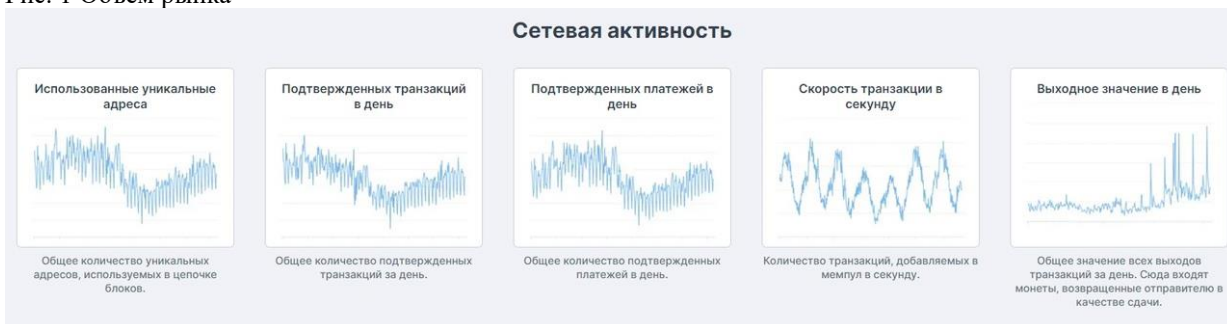 Рис. 1 Объем рынка
Сетевая активность
Использованные уникальные
адреса
Подтвержденных транзакций
в день
Подтвержденных платежей в
день
Скорость транзакции в
секунду
Выходное значение в день
Общее количество уникальных
адресов, используемых в цепочке
блоков.
Общее количество подтвержденных
транзакций за день.
Общее количество подтвержденных
платежей в день.
Количество транзакций, добавляемых в
мемпул в секунду.
Общее значение всех выходов
транзакций за день. Сюда входят
монеты, возвращенные отправителю в
качестве сдачи.